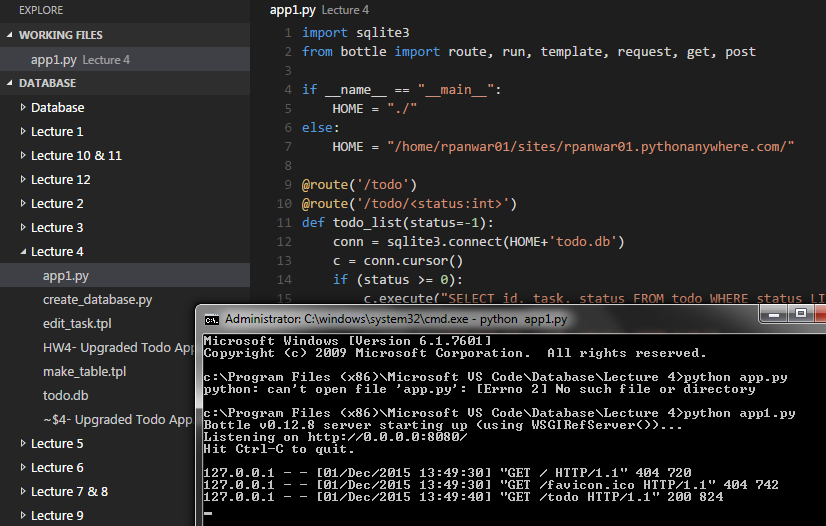 EXPLORE
WORKING FILES
app1.py Lecture 4
DATABASE
Database
Lecture 1
Lecture 10 & 11
Lecture 12
Lecture 2
Lecture 3
Lecture 4
app1.py
create_database.py
edit_task.tpl
HW4- Upgraded Todo App
make_table.tpl
todo.db
~$4- Upgraded Todo App
Lecture 5
Lecture 6
Lecture 7 & 8
Lecture 9
app1.py Lecture 4
1 import sqlite3
2 from bottle import route, run, template, request, get, post
3
4 if __name__ == "__main__":
5 HOME = "./"
6 else:
7 HOME = "/home/rpanwar01/sites/rpanwar01.pythonanywhere.com/"
8
9 @route('/todo')
10 @route('/todo/<status:int>')
11 def todo_list(status=-1):
12 conn = sqlite3.connect(HOME+'todo.db')
13 c = conn.cursor()
14 if (status >= 0):
15 c.execute("SELECT id, task, status FROM todo WHERE status LI
Administrator: C:\windows\system32\cmd.exe - python app1.py
Microsoft Windows [Version 6.1.7601]
Copyright (c) 2009 Microsoft Corporation. All rights reserved.
c:\Program Files (x86)\Microsoft VS Code\Database\Lecture 4>python app.py
python: can't open file 'app.py': [Errno 2] No such file or directory
c:\Program Files (x86)\Microsoft VS Code\Database\Lecture 4>python app1.py
Bottle v0.12.8 server starting up (using WSGIRefServer())...
Listening on http://0.0.0.0:8080/
Hit Ctrl-C to quit.
127.0.0.1 - - [01/Dec/2015 13:49:30] "GET / HTTP/1.1" 404 720
127.0.0.1 - - [01/Dec/2015 13:49:30] "GET /favicon.ico HTTP/1.1" 404 742
127.0.0.1 - - [01/Dec/2015 13:49:40] "GET /todo HTTP/1.1" 200 824